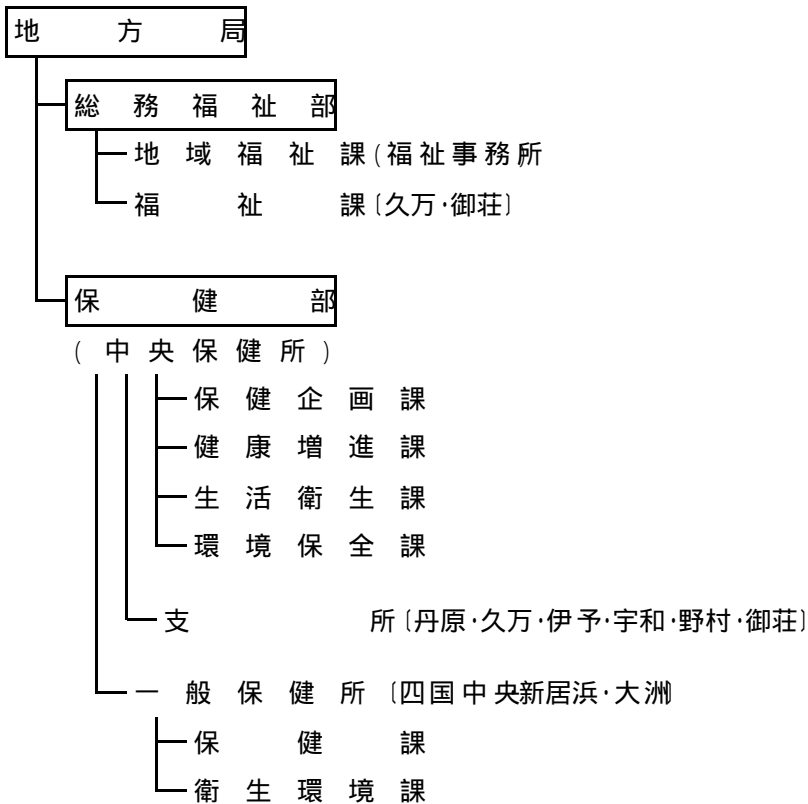 地方局
総務福祉部
地域福祉課(福祉事務所
福祉課〔久万・御荘〕
保健部
(中央保健所)
保健企画課
健康増進課
生活衛生課
環境保全課
支所〔丹原・久万・伊予・宇和・野村・御荘〕
一般保健所〔四国中央新居浜・大洲〕
保健課
衛生環境課